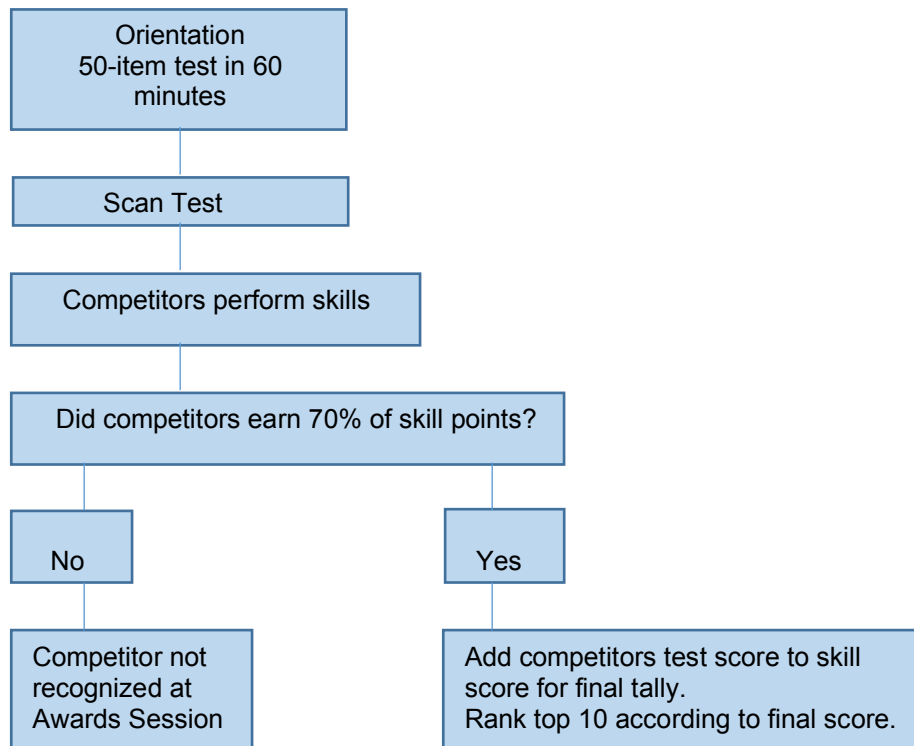 Orientation
50-item test in 60
minutes
Scan Test
Competitors perform skills
Did competitors earn 70% of skill points?
No
Yes
Competitor not
recognized at
Awards Session
Add competitors test score to skill
score for final tally.
Rank top 10 according to final score.